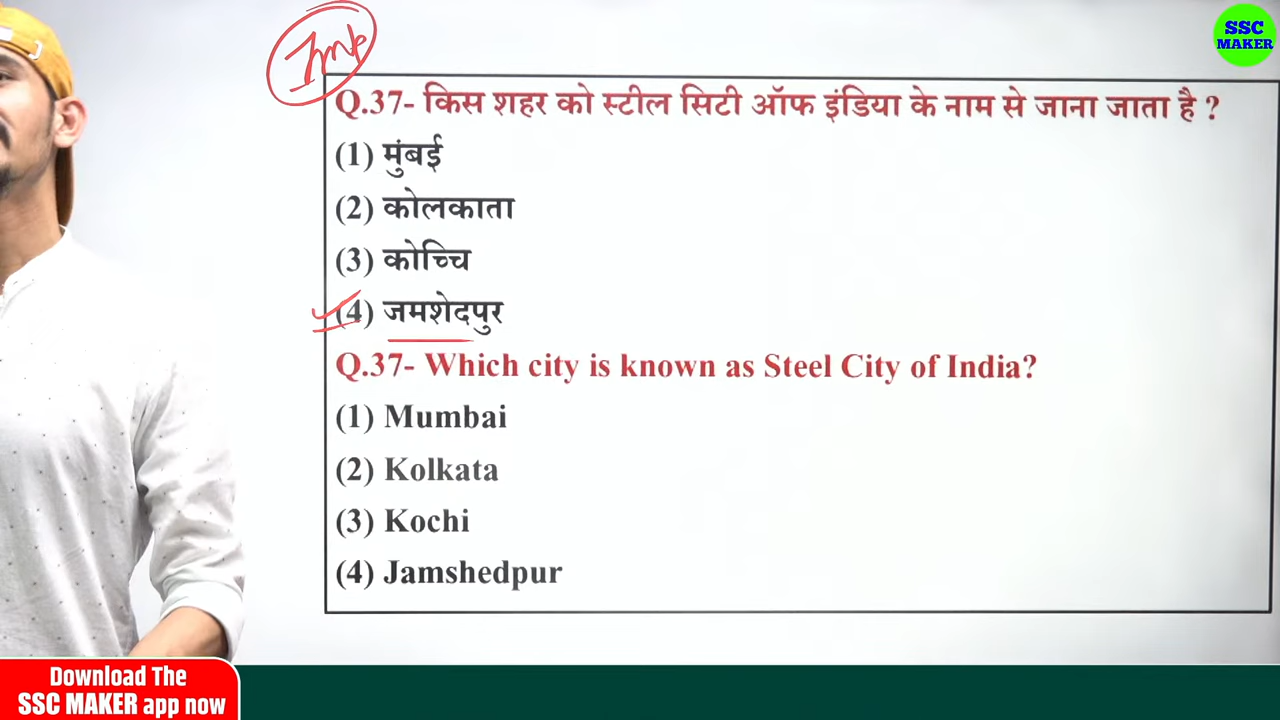 Imp
SSC
MAKER
Q.37- किस शहर को स्टील सिटी ऑफ इंडिया के नाम से जाना जाता है ?
(1) मुंबई
(2) कोलकाता
(3) कोच्चि
(4) जमशेदपुर
Q.37- Which city is known as Steel City of India?
(1) Mumbai
(2) Kolkata
(3) Kochi
(4) Jamshedpur
Download The
SSC MAKER app now